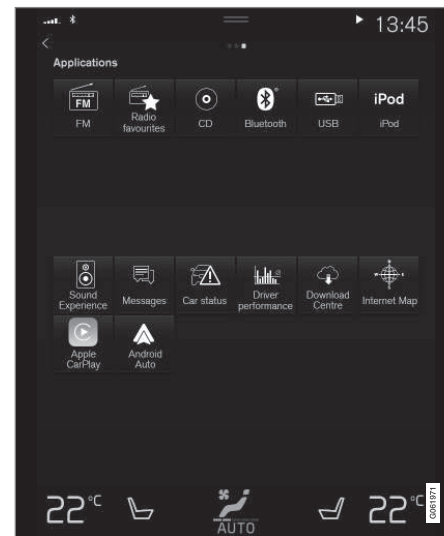 13:45
Applications
FM
FM
Radio
favourites
CD
Bluetooth
USB
iPod
iPod
Sound
Experience
Messages
Car status
Driver
performance
Download
Centre
Internet Map
Apple
CarPlay
Android
Auto
22°C
AUTO
22°C
G061971